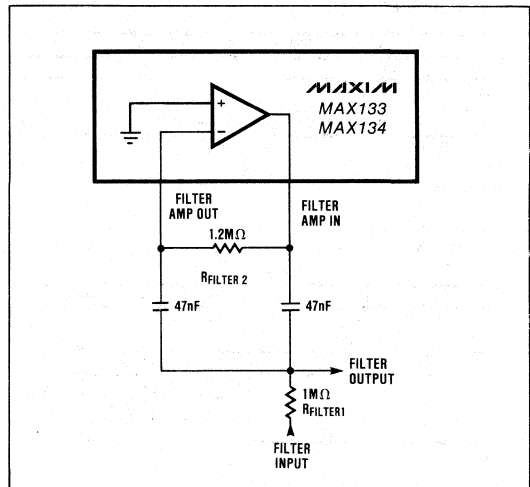 MAXIM
MAX133
MAX134
+
−
FILTER
AMP OUT
FILTER
AMP IN
1.2MΩ
RFILTER 2
47nF
47nF
FILTER
OUTPUT
1MΩ
RFILTER1
FILTER
INPUT